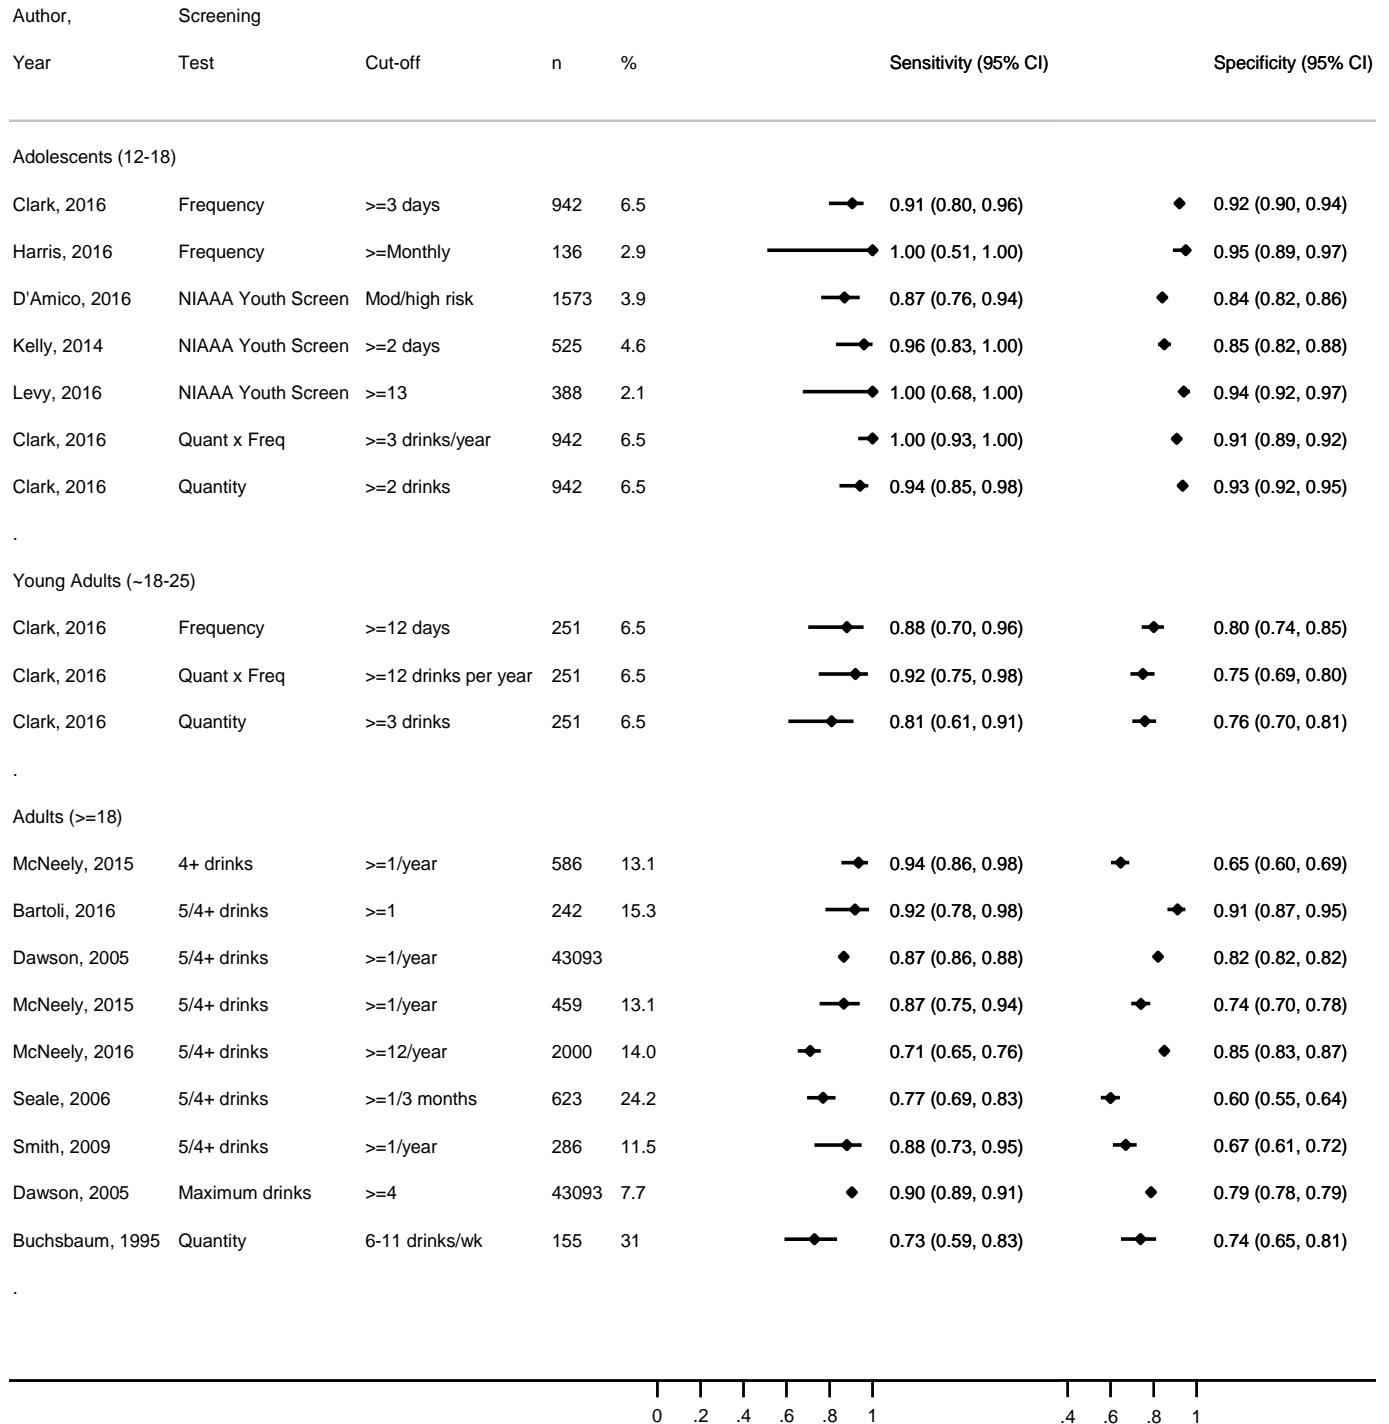 Author, Screening
Year Test Cut-off n % Sensitivity (95% CI) Specificity (95% CI)
Adolescents (12-18)
Clark, 2016 Frequency >=3 days 942 6.5 0.91 (0.80, 0.96) 0.92 (0.90, 0.94)
Harris, 2016 Frequency >=Monthly 136 2.9 1.00 (0.51, 1.00) 0.95 (0.89, 0.97)
D'Amico, 2016 NIAAA Youth Screen Mod/high risk 1573 3.9 0.87 (0.76, 0.94) 0.84 (0.82, 0.86)
Kelly, 2014 NIAAA Youth Screen >=2 days 525 4.6 0.96 (0.83, 1.00) 0.85 (0.82, 0.88)
Levy, 2016 NIAAA Youth Screen >=13 388 2.1 1.00 (0.68, 1.00) 0.94 (0.92, 0.97)
Clark, 2016 Quant x Freq >=3 drinks/year 942 6.5 1.00 (0.93, 1.00) 0.91 (0.89, 0.92)
Clark, 2016 Quantity >=2 drinks 942 6.5 0.94 (0.85, 0.98) 0.93 (0.92, 0.95)
.
Young Adults (~18-25)
Clark, 2016 Frequency >=12 days 251 6.5 0.88 (0.70, 0.96) 0.80 (0.74, 0.85)
Clark, 2016 Quant x Freq >=12 drinks per year 251 6.5 0.92 (0.75, 0.98) 0.75 (0.69, 0.80)
Clark, 2016 Quantity >=3 drinks 251 6.5 0.81 (0.61, 0.91) 0.76 (0.70, 0.81)
.
Adults (>=18)
McNeely, 2015 4+ drinks >=1/year 586 13.1 0.94 (0.86, 0.98) 0.65 (0.60, 0.69)
Bartoli, 2016 5/4+ drinks >=1 242 15.3 0.92 (0.78, 0.98) 0.91 (0.87, 0.95)
Dawson, 2005 5/4+ drinks >=1/year 43093 0.87 (0.86, 0.88) 0.82 (0.82, 0.82)
McNeely, 2015 5/4+ drinks >=1/year 459 13.1 0.87 (0.75, 0.94) 0.74 (0.70, 0.78)
McNeely, 2016 5/4+ drinks >=12/year 2000 14.0 0.71 (0.65, 0.76) 0.85 (0.83, 0.87)
Seale, 2006 5/4+ drinks >=1/3 months 623 24.2 0.77 (0.69, 0.83) 0.60 (0.55, 0.64)
Smith, 2009 5/4+ drinks >=1/year 286 11.5 0.88 (0.73, 0.95) 0.67 (0.61, 0.72)
Dawson, 2005 Maximum drinks >=4 43093 7.7 0.90 (0.89, 0.91) 0.79 (0.78, 0.79)
Buchsbaum, 1995 Quantity 6-11 drinks/wk 155 31 0.73 (0.59, 0.83) 0.74 (0.65, 0.81)
.
0 .2 .4 .6 .8 1 .4 .6 .8 1